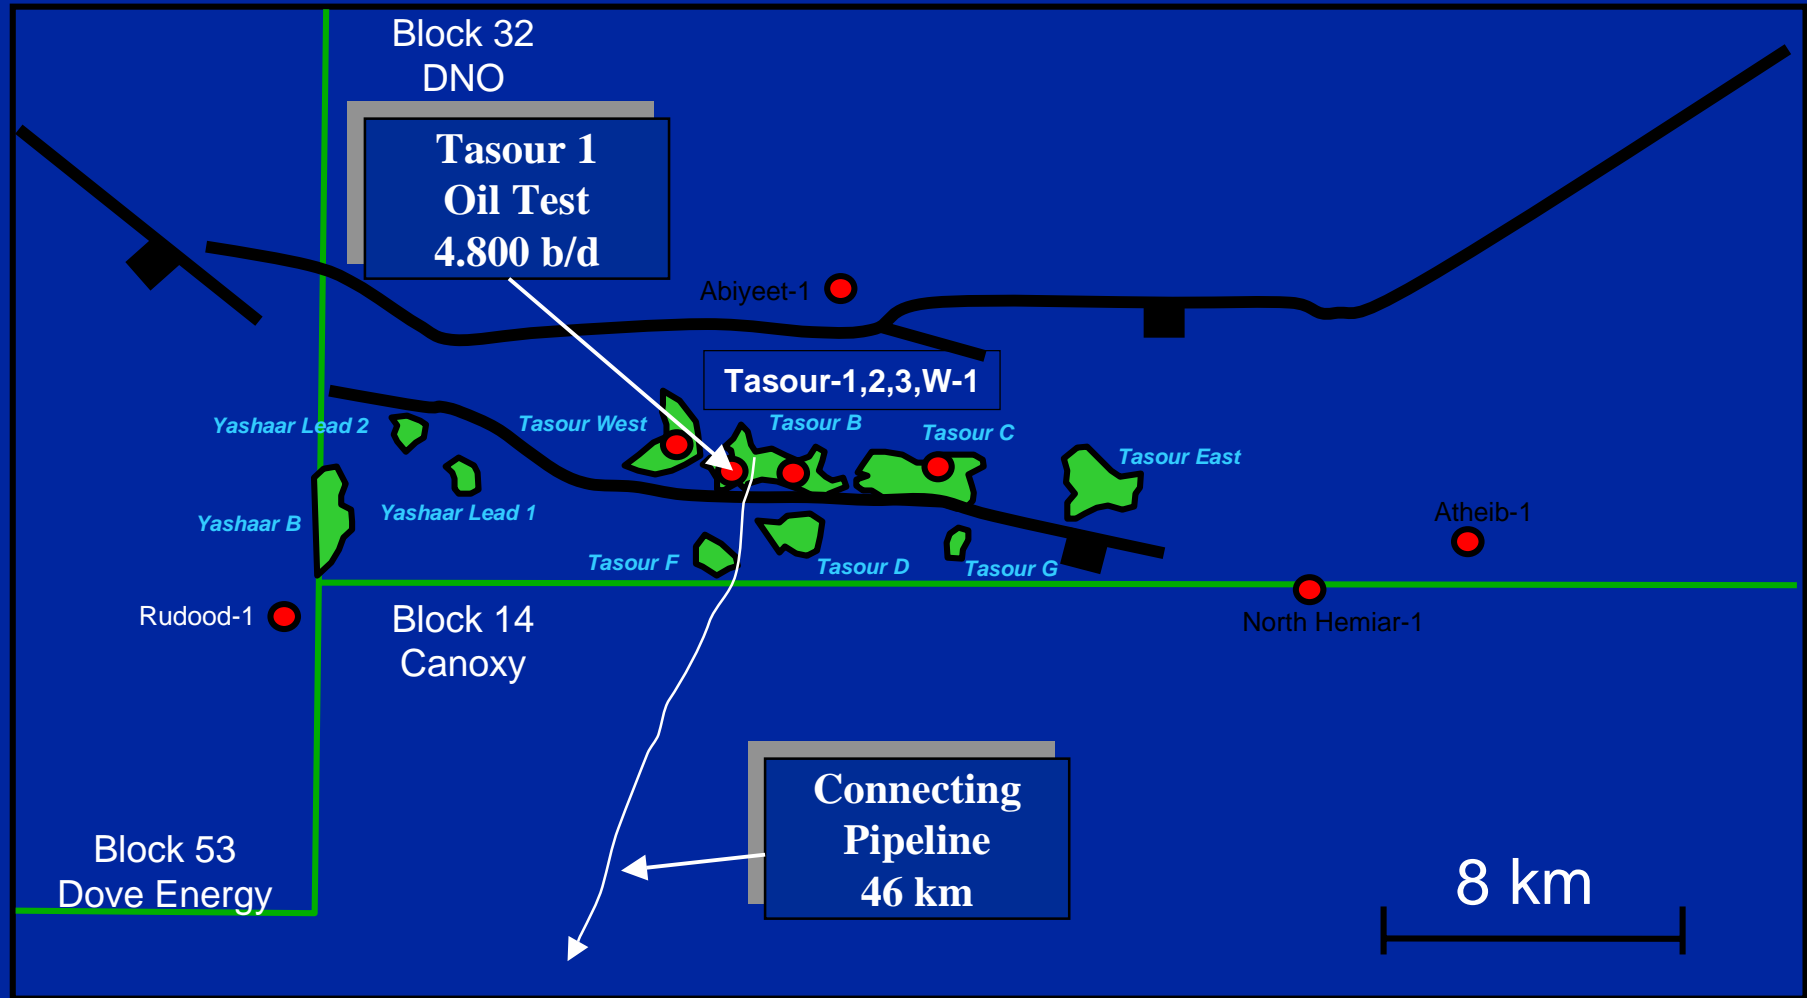 Block 32
DNO
Tasour 1
Oil Test
4.800 b/d
Abiyeet-1
Tasour-1,2,3,W-1
Yashaar Lead 2
Tasour West
Tasour B
Tasour C
Tasour East
Yashaar B
Yashaar Lead 1
Atheib-1
Tasour F
Tasour D
Tasour G
Rudood-1
Block 14
Canoxy
North Hemiar-1
Connecting
Pipeline
46 km
Block 53
Dove Energy
8 km